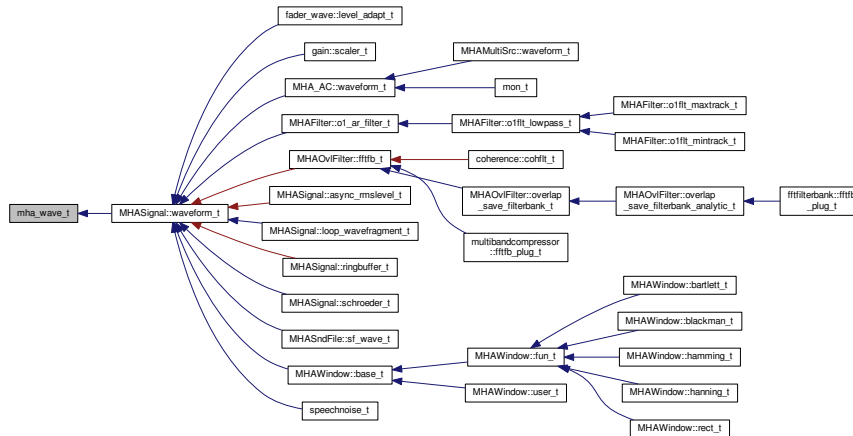 fader_wave::level_adapt_t
gain::scaler_t
MHAMultiSrc::waveform_t
MHA_AC::waveform_t
mon_t
MHAFilter::o1flt_maxtrack_t
MHAFilter::o1_ar_filter_t
MHAFilter::o1flt_lowpass_t
MHAFilter::o1flt_mintrack_t
MHAOvlFilter::fftfb_t
coherence::cohflt_t
MHASignal::async_rmslevel_t
MHAOvlFilter::overlap
_save_filterbank_t
MHAOvlFilter::overlap
_save_filterbank_analytic_t
fftfilterbank::fftfb
_plug_t
mha_wave_t
MHASignal::waveform_t
MHASignal::loop_wavefragment_t
multibandcompressor
::fftfb_plug_t
MHASignal::ringbuffer_t
MHASignal::schroeder_t
MHASndFile::sf_wave_t
MHAWindow::bartlett_t
MHAWindow::blackman_t
MHAWindow::base_t
MHAWindow::fun_t
MHAWindow::hamming_t
MHAWindow::user_t
MHAWindow::hanning_t
speechnoise_t
MHAWindow::rect_t